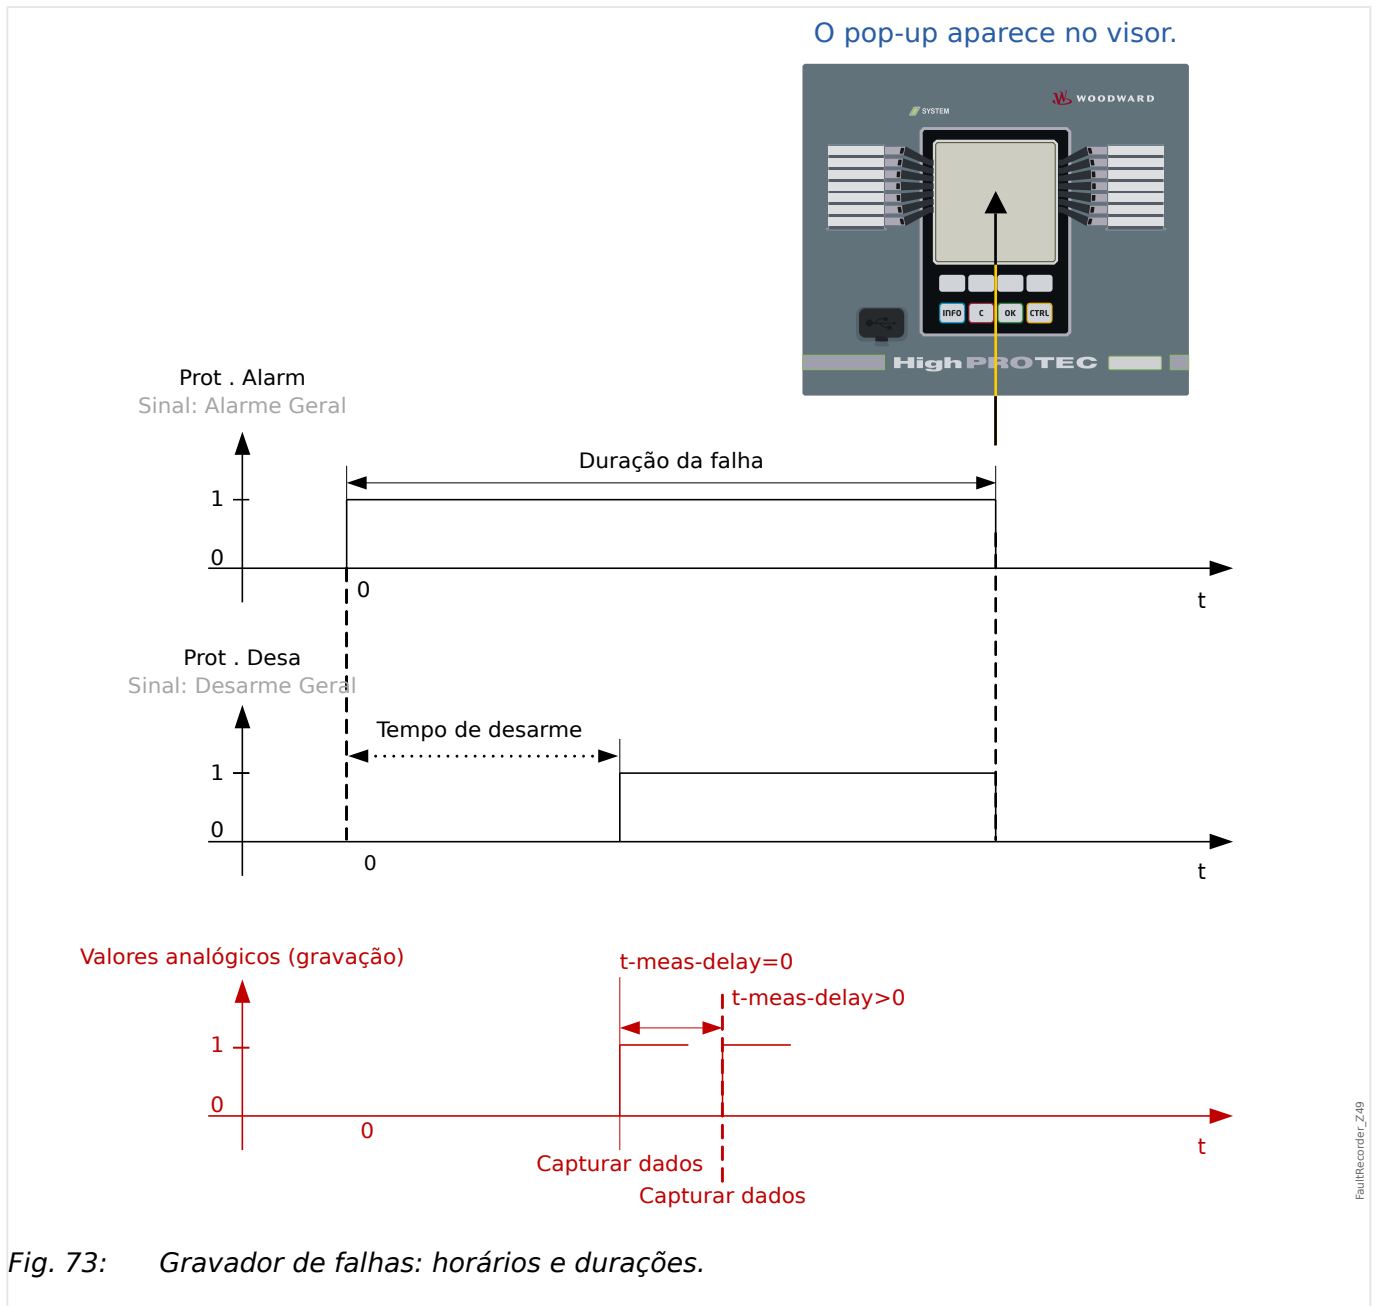 O pop-up aparece no visor.
WOODWARD
SYSTEM
INFO
C
OK
CTRL
HighPROTEC
Prot . Alarm
Sinal: Alarme Geral
Duração da falha
1
0
0
t
Prot . Desa
Sinal: Desarme Geral
Tempo de desarme
1
0
0
t
Valores analógicos (gravação)
t-meas-delay=0
t-meas-delay>0
1
0
0
t
Capturar dados
Capturar dados
FaultRecorder_Z49
Fig. 73: Gravador de falhas: horários e durações.